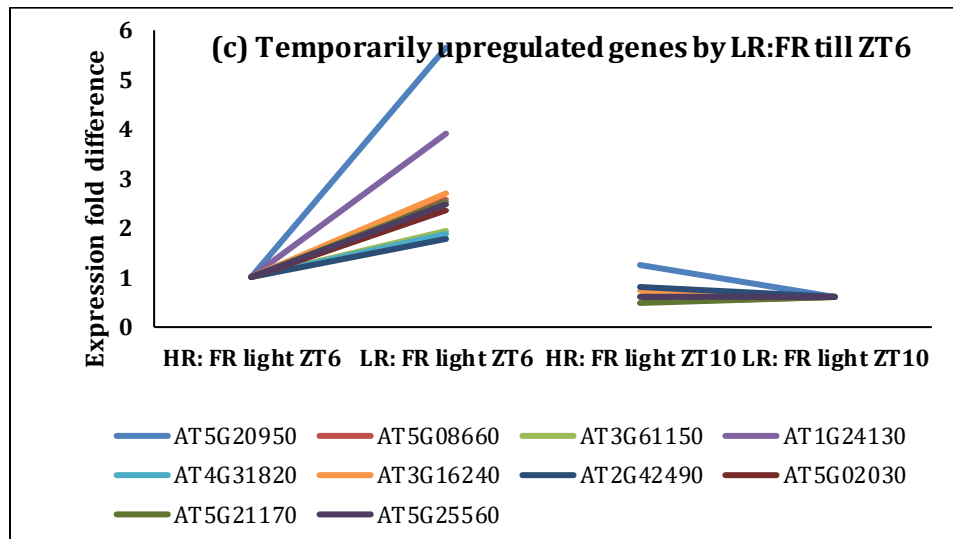 (c) Temporarily upregulated genes by LR:FR till ZT6
Expression fold difference
6
5
4
3
2
1
0
HR: FR light ZT6 LR: FR light ZT6 HR: FR light ZT10 LR: FR light ZT10
AT5G20950 AT5G08660 AT3G61150 AT1G24130
AT4G31820 AT3G16240 AT2G42490 AT5G02030
AT5G21170 AT5G25560